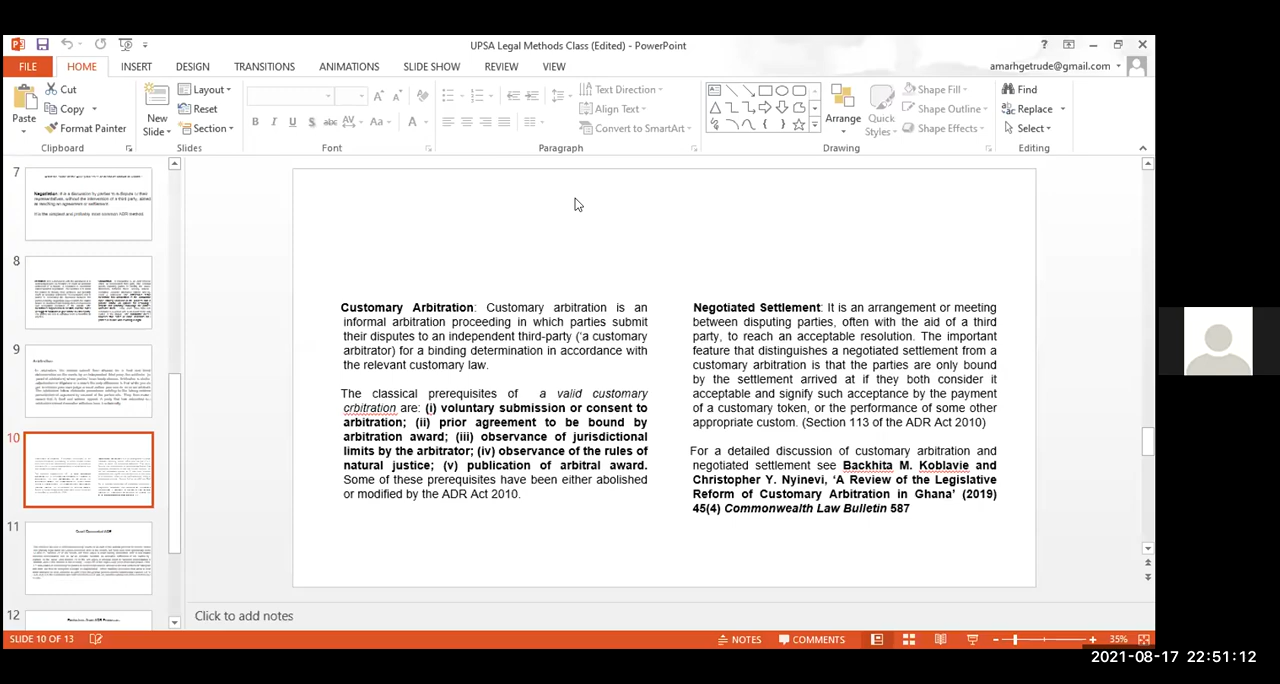 UPSA Legal Methods Class (Edited) - PowerPoint
FILE HOME INSERT DESIGN TRANSITIONS ANIMATIONS SLIDE SHOW REVIEW VIEW
amarhgetrude@gmail.com
Paste
Cut
Copy
Format Painter
Clipboard
New
Slide
Layout
Reset
Section
Slides
Font
Paragraph
Text Direction
Align Text
Convert to SmartArt
Arrange
Quick
Styles
Shape Fill
Shape Outline
Shape Effects
Drawing
Find
Replace
Select
Editing
7
8
9
10
11
12
Customary Arbitration: Customary arbitration is an
informal arbitration proceeding in which parties submit
their disputes to an independent third-party ('a customary
arbitrator) for a binding determination in accordance with
the relevant customary law.
The classical prerequisites of a valid customary
crbitration are: (i) voluntary submission or consent to
arbitration; (ii) prior agreement to be bound by
arbitration award; (iii) observance of jurisdictional
limits by the arbitrator; (iv) observance of the rules of
natural justice; (v) publication of arbitral award.
Some of these prerequisites have been either abolished
or modified by the ADR Act 2010.
Negotiated Settlement: It is an arrangement or meeting
between disputing parties, often with the aid of a third
party, to reach an acceptable resolution. The important
feature that distinguishes a negotiated settlement from a
customary arbitration is that the parties are only bound
by the settlement arrived at if they both consider it
acceptable and signify such acceptance by the payment
of a customary token, or the performance of some other
appropriate custom. (Section 113 of the ADR Act 2010)
For a detailed discussion of customary arbitration and
negotiated settlement see Backhita M. Koblavie and
Christopher Y. Nyinevi, 'A Review of the Legislative
Reform of Customary Arbitration in Ghana' (2019)
45(4) Commonwealth Law Bulletin 587
Click to add notes
SLIDE 10 OF 13
NOTES
COMMENTS
35%
2021-08-17 22:51:12